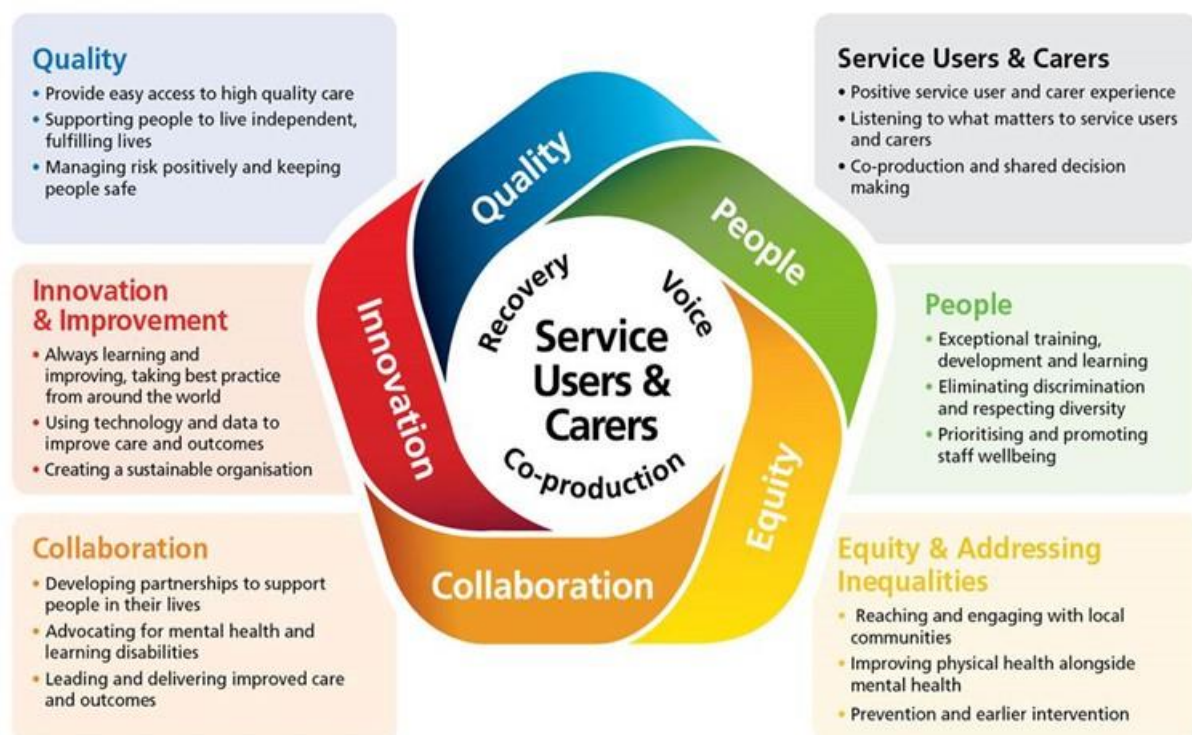 Quality
• Provide easy access to high quality care
• Supporting people to live independent,
fulfilling lives
• Managing risk positively and keeping
people safe
Innovation
& Improvement
• Always learning and
improving, taking best practice
from around the world
• Using technology and data to
improve care and outcomes
• Creating a sustainable organisation
Collaboration
• Developing partnerships to support
people in their lives
• Advocating for mental health and
learning disabilities
• Leading and delivering improved care
and outcomes
Quality
People
Equity
Collaboration
Innovation
Recovery
Voice
Service
Users &
Carers
Co-production
Service Users & Carers
• Positive service user and carer experience
• Listening to what matters to service users
and carers
• Co-production and shared decision
making
People
• Exceptional training,
development and learning
• Eliminating discrimination
and respecting diversity
• Prioritising and promoting
staff wellbeing
Equity & Addressing
Inequalities
• Reaching and engaging with local
communities
• Improving physical health alongside
mental health
• Prevention and earlier intervention